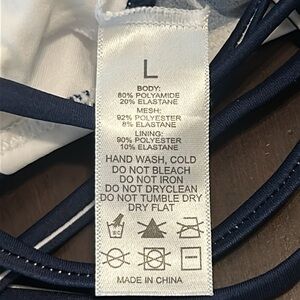 L
BODY:
80% POLYAMIDE
20% ELASTANE
MESH:
92% POLYESTER
8% ELASTANE
LINING:
90% POLYESTER
10% ELASTANE
HAND WASH, COLD
DO NOT BLEACH
DO NOT IRON
DO NOT DRYCLEAN
DO NOT TUMBLE DRY
DRY FLAT
MADE IN CHINA